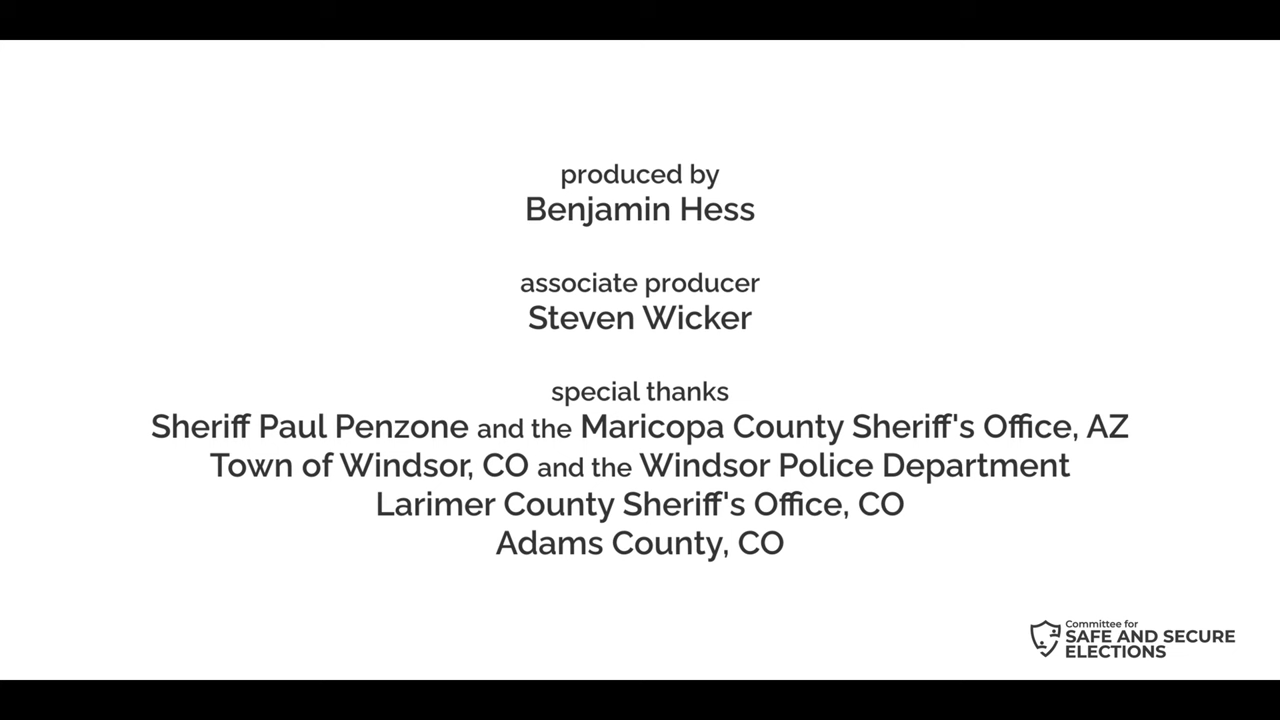 produced by
Benjamin Hess
associate producer
Steven Wicker
special thanks
Sheriff Paul Penzone and the Maricopa County Sheriff's Office, AZ
Town of Windsor, CO and the Windsor Police Department
Larimer County Sheriff's Office, CO
Adams County, CO
Committee for
SAFE AND SECURE
ELECTIONS